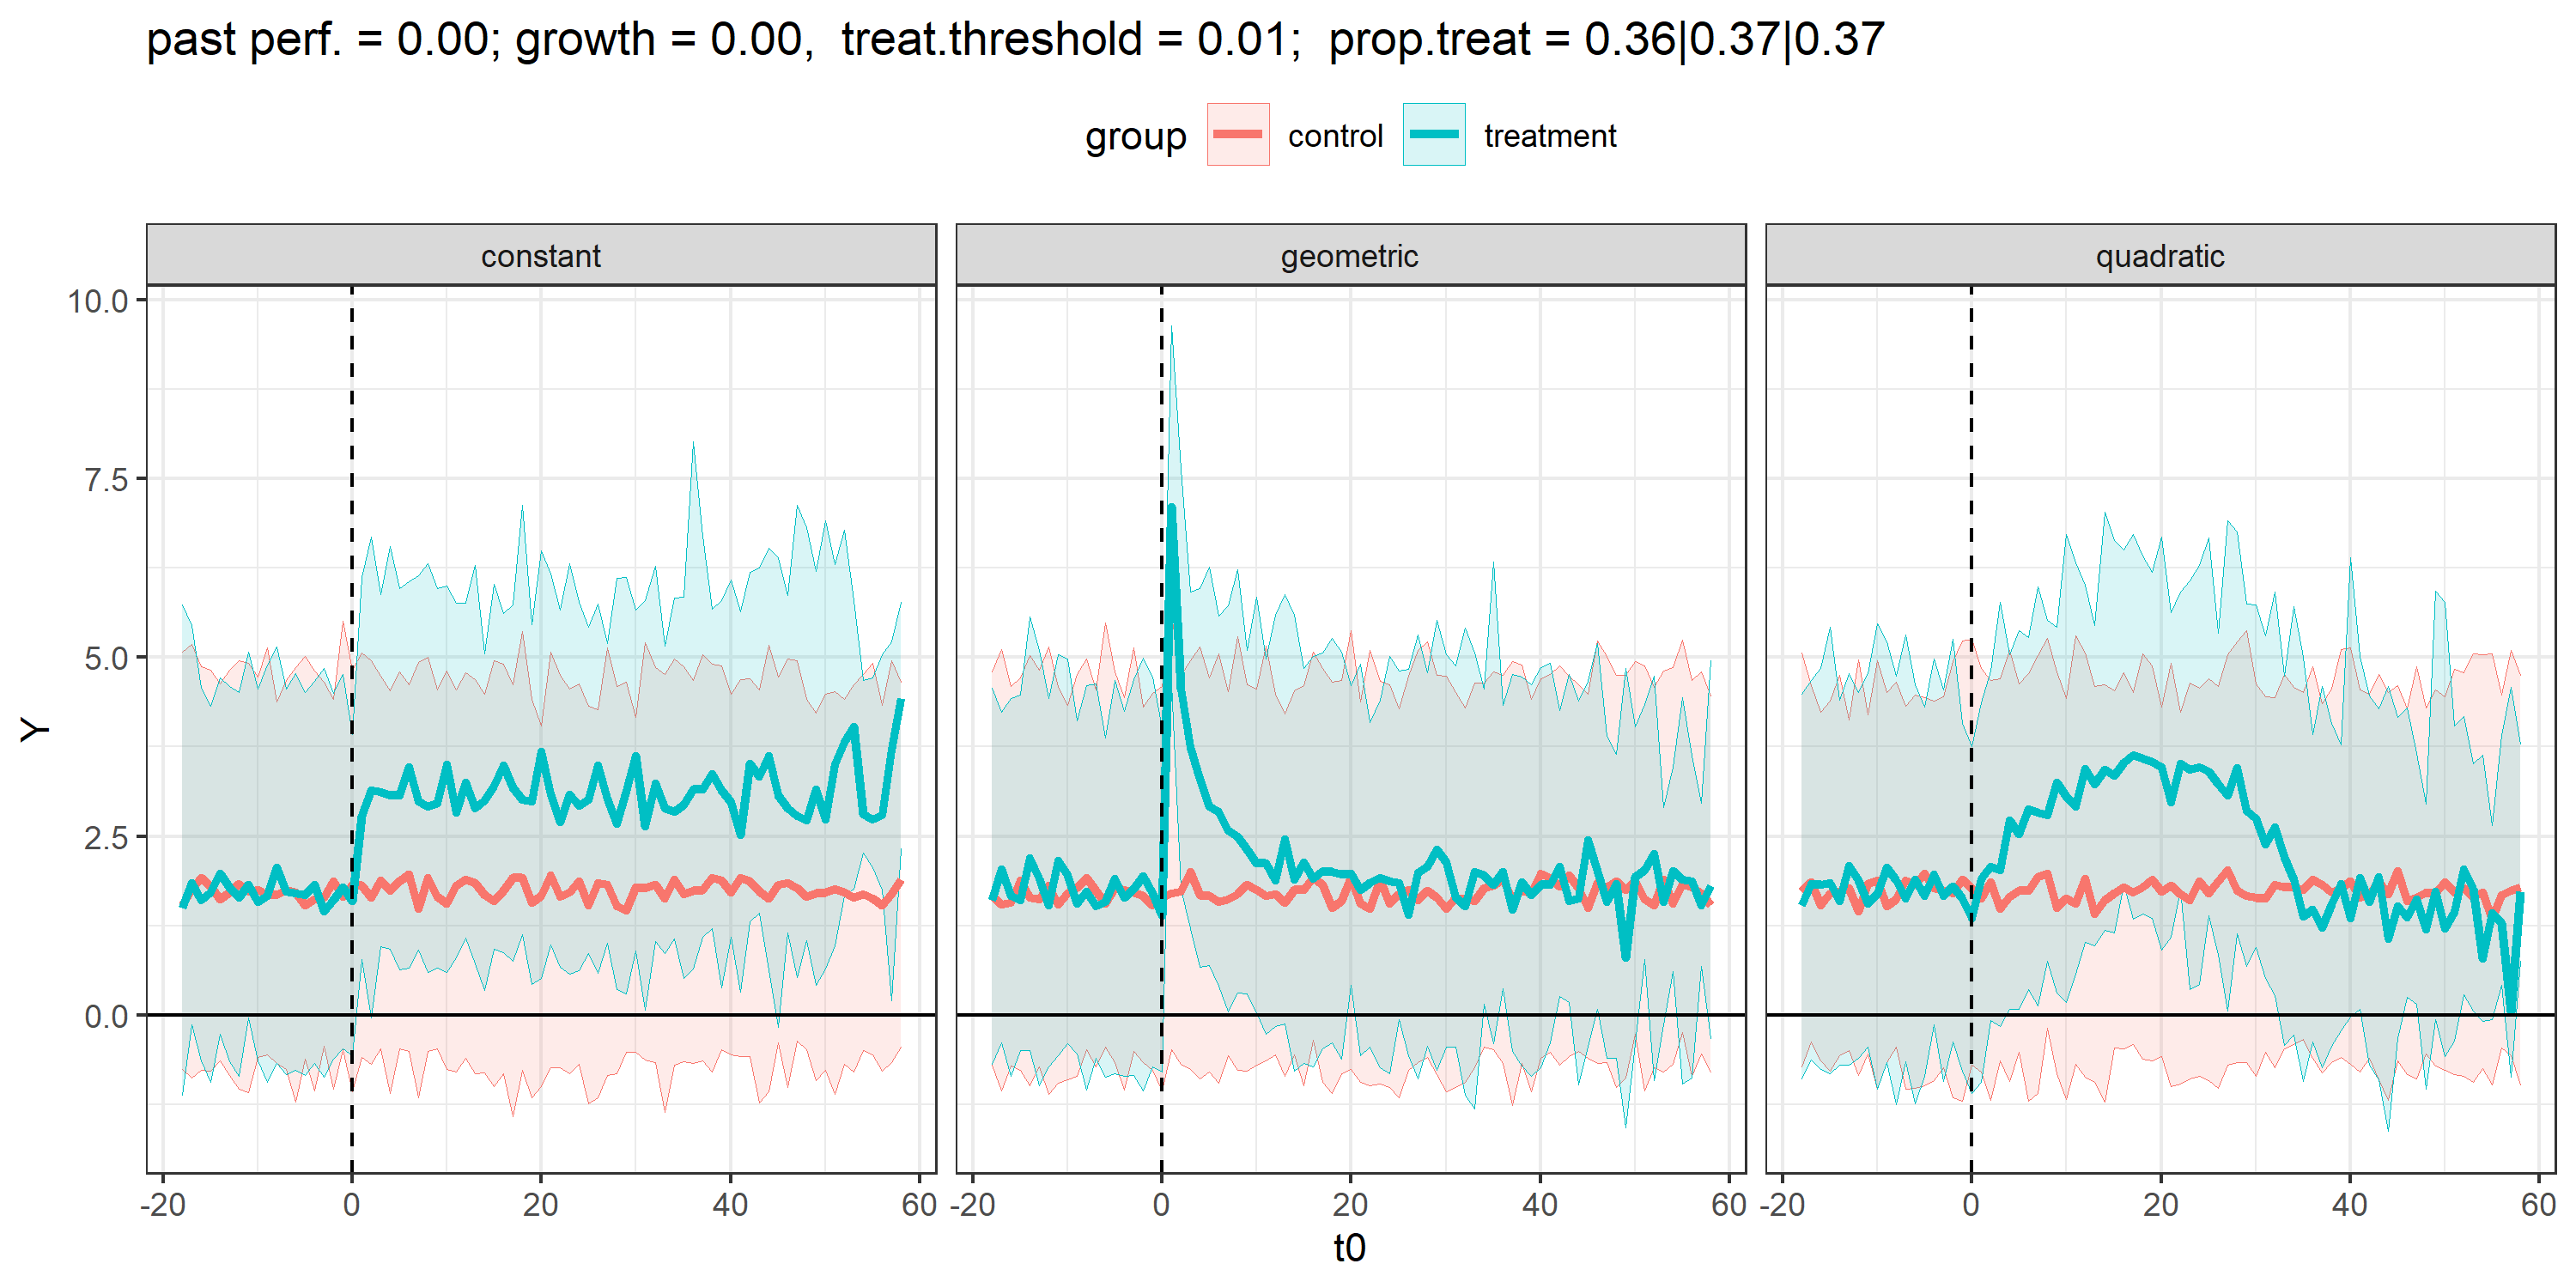 past perf. = 0.00; growth = 0.00,  treat.threshold = 0.01;  prop.treat = 0.36|0.37|0.37
group control treatment
constant geometric quadratic
10.0
7.5
5.0
2.5
0.0
Y
-20 0 20 40 60 -20 0 20 40 60 -20 0 20 40 60
t0